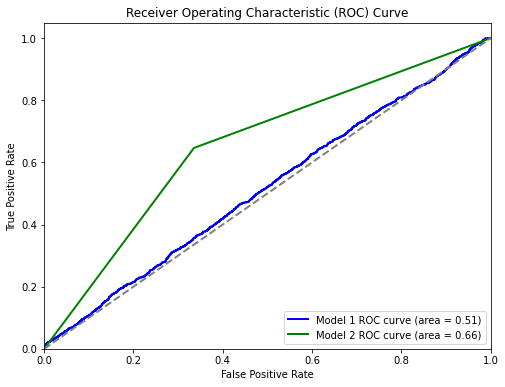 Receiver Operating Characteristic (ROC) Curve
True Positive Rate
1.0
0.8
0.6
0.4
0.2
0.0
Model 1 ROC curve (area = 0.51)
Model 2 ROC curve (area = 0.66)
0.0 0.2 0.4 0.6 0.8 1.0
False Positive Rate